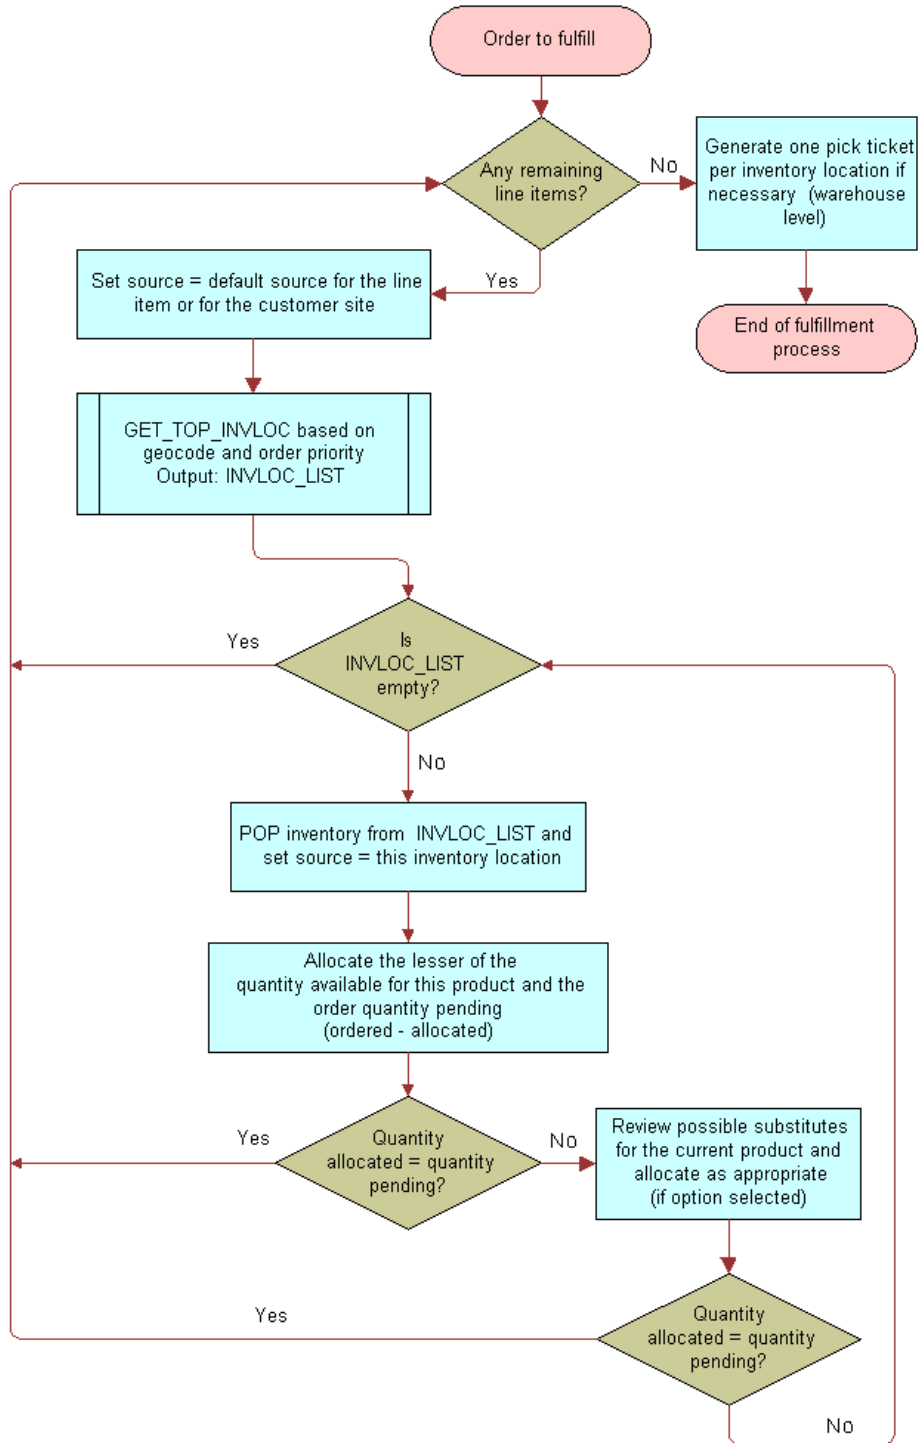 Order to fulfill
Any remaining
line items?
No
Generate one pick ticket
per inventory location if
necessary (warehouse
level)
End of fulfillment
process
Yes
Set source = default source for the line
item or for the customer site
GET_TOP_INVLOC based on
geocode and order priority
Output: INVLOC_LIST
Is
INVLOC_LIST
empty?
Yes
No
POP inventory from INVLOC_LIST and
set source = this inventory location
Allocate the lesser of the
quantity available for this product and the
order quantity pending
(ordered - allocated)
Quantity
allocated = quantity
pending?
Yes
No
Review possible substitutes
for the current product and
allocate as appropriate
(if option selected)
Quantity
allocated = quantity
pending?
Yes
No